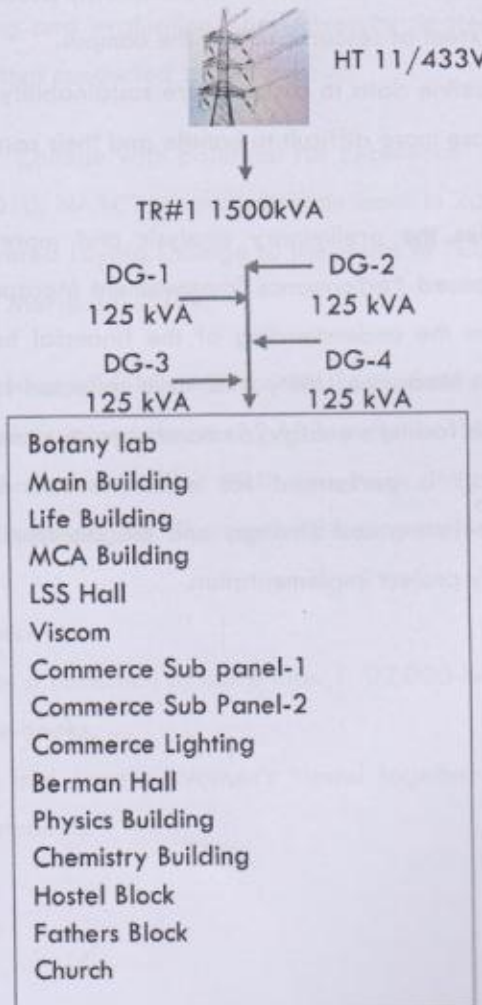 HT 11/433V
TR#1 1500kVA
DG-1
125 kVA
DG-2
125 kVA
DG-3
125 kVA
DG-4
125 kVA
Botany lab
Main Building
Life Building
MCA Building
LSS Hall
Viscom
Commerce Sub panel-1
Commerce Sub Panel-2
Commerce Lighting
Berman Hall
Physics Building
Chemistry Building
Hostel Block
Fathers Block
Church